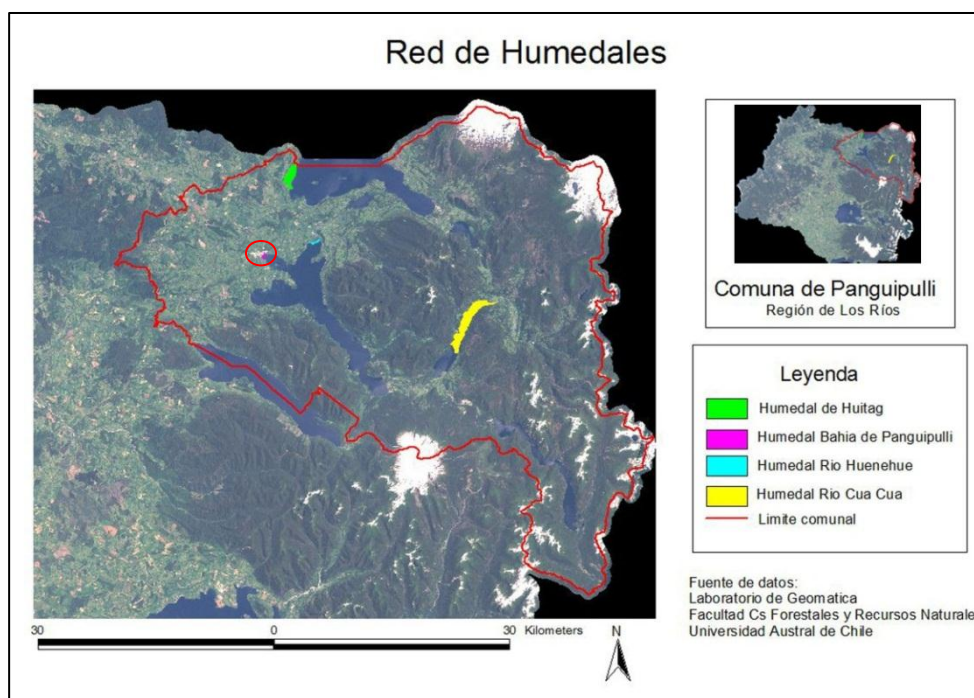 Red de Humedales
Comuna de Panguipulli
Región de Los Ríos
Leyenda
Humedal de Huitag
Humedal Bahia de Panguipulli
Humedal Rio Huenehue
Humedal Rio Cua Cua
Limite comunal
Fuente de datos:
Laboratorio de Geomatica
Facultad Cs Forestales y Recursos Naturale
Universidad Austral de Chile
30 0 30 Kilometers
N